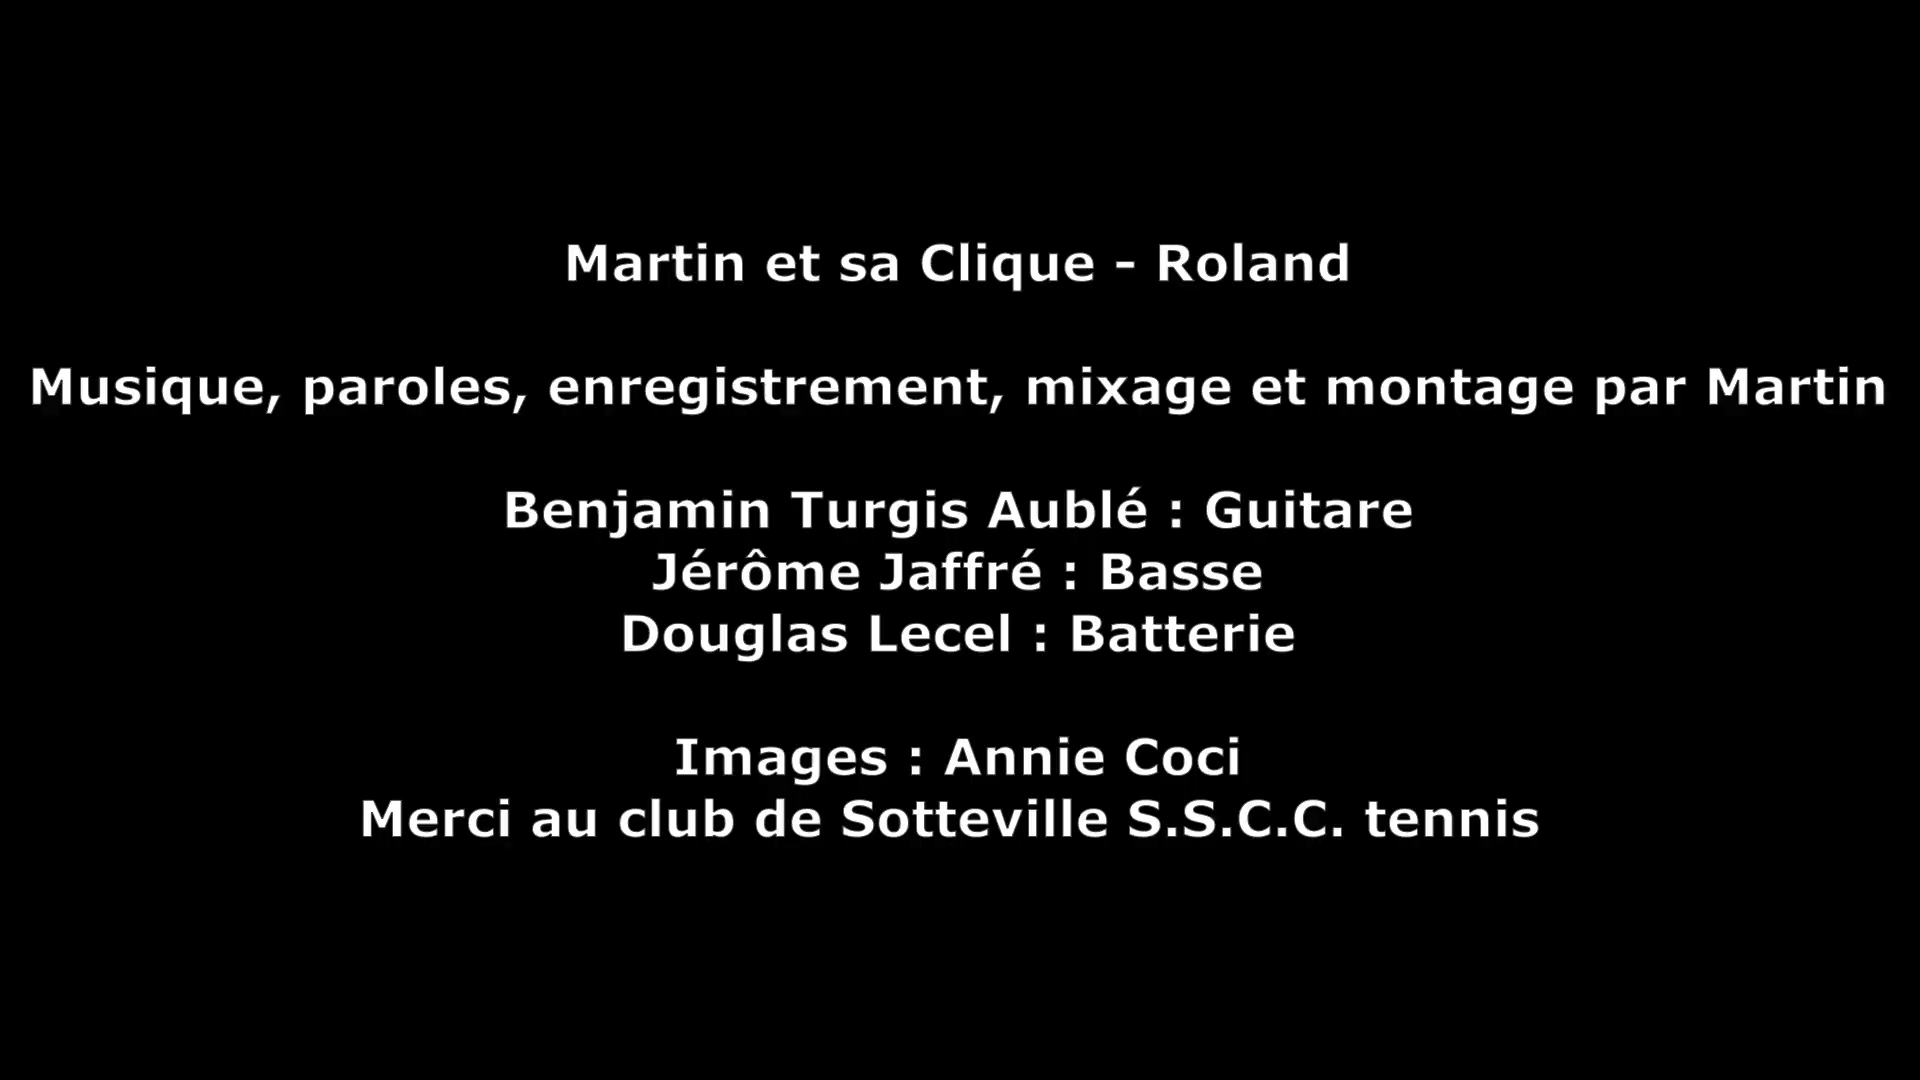 Martin et sa Clique - Roland
Musique, paroles, enregistrement, mixage et montage par Martin
Benjamin Turgis Aublé : Guitare
Jérôme Jaffré : Basse
Douglas Lecel : Batterie
Images : Annie Coci
Merci au club de Sotteville S.S.C.C. tennis